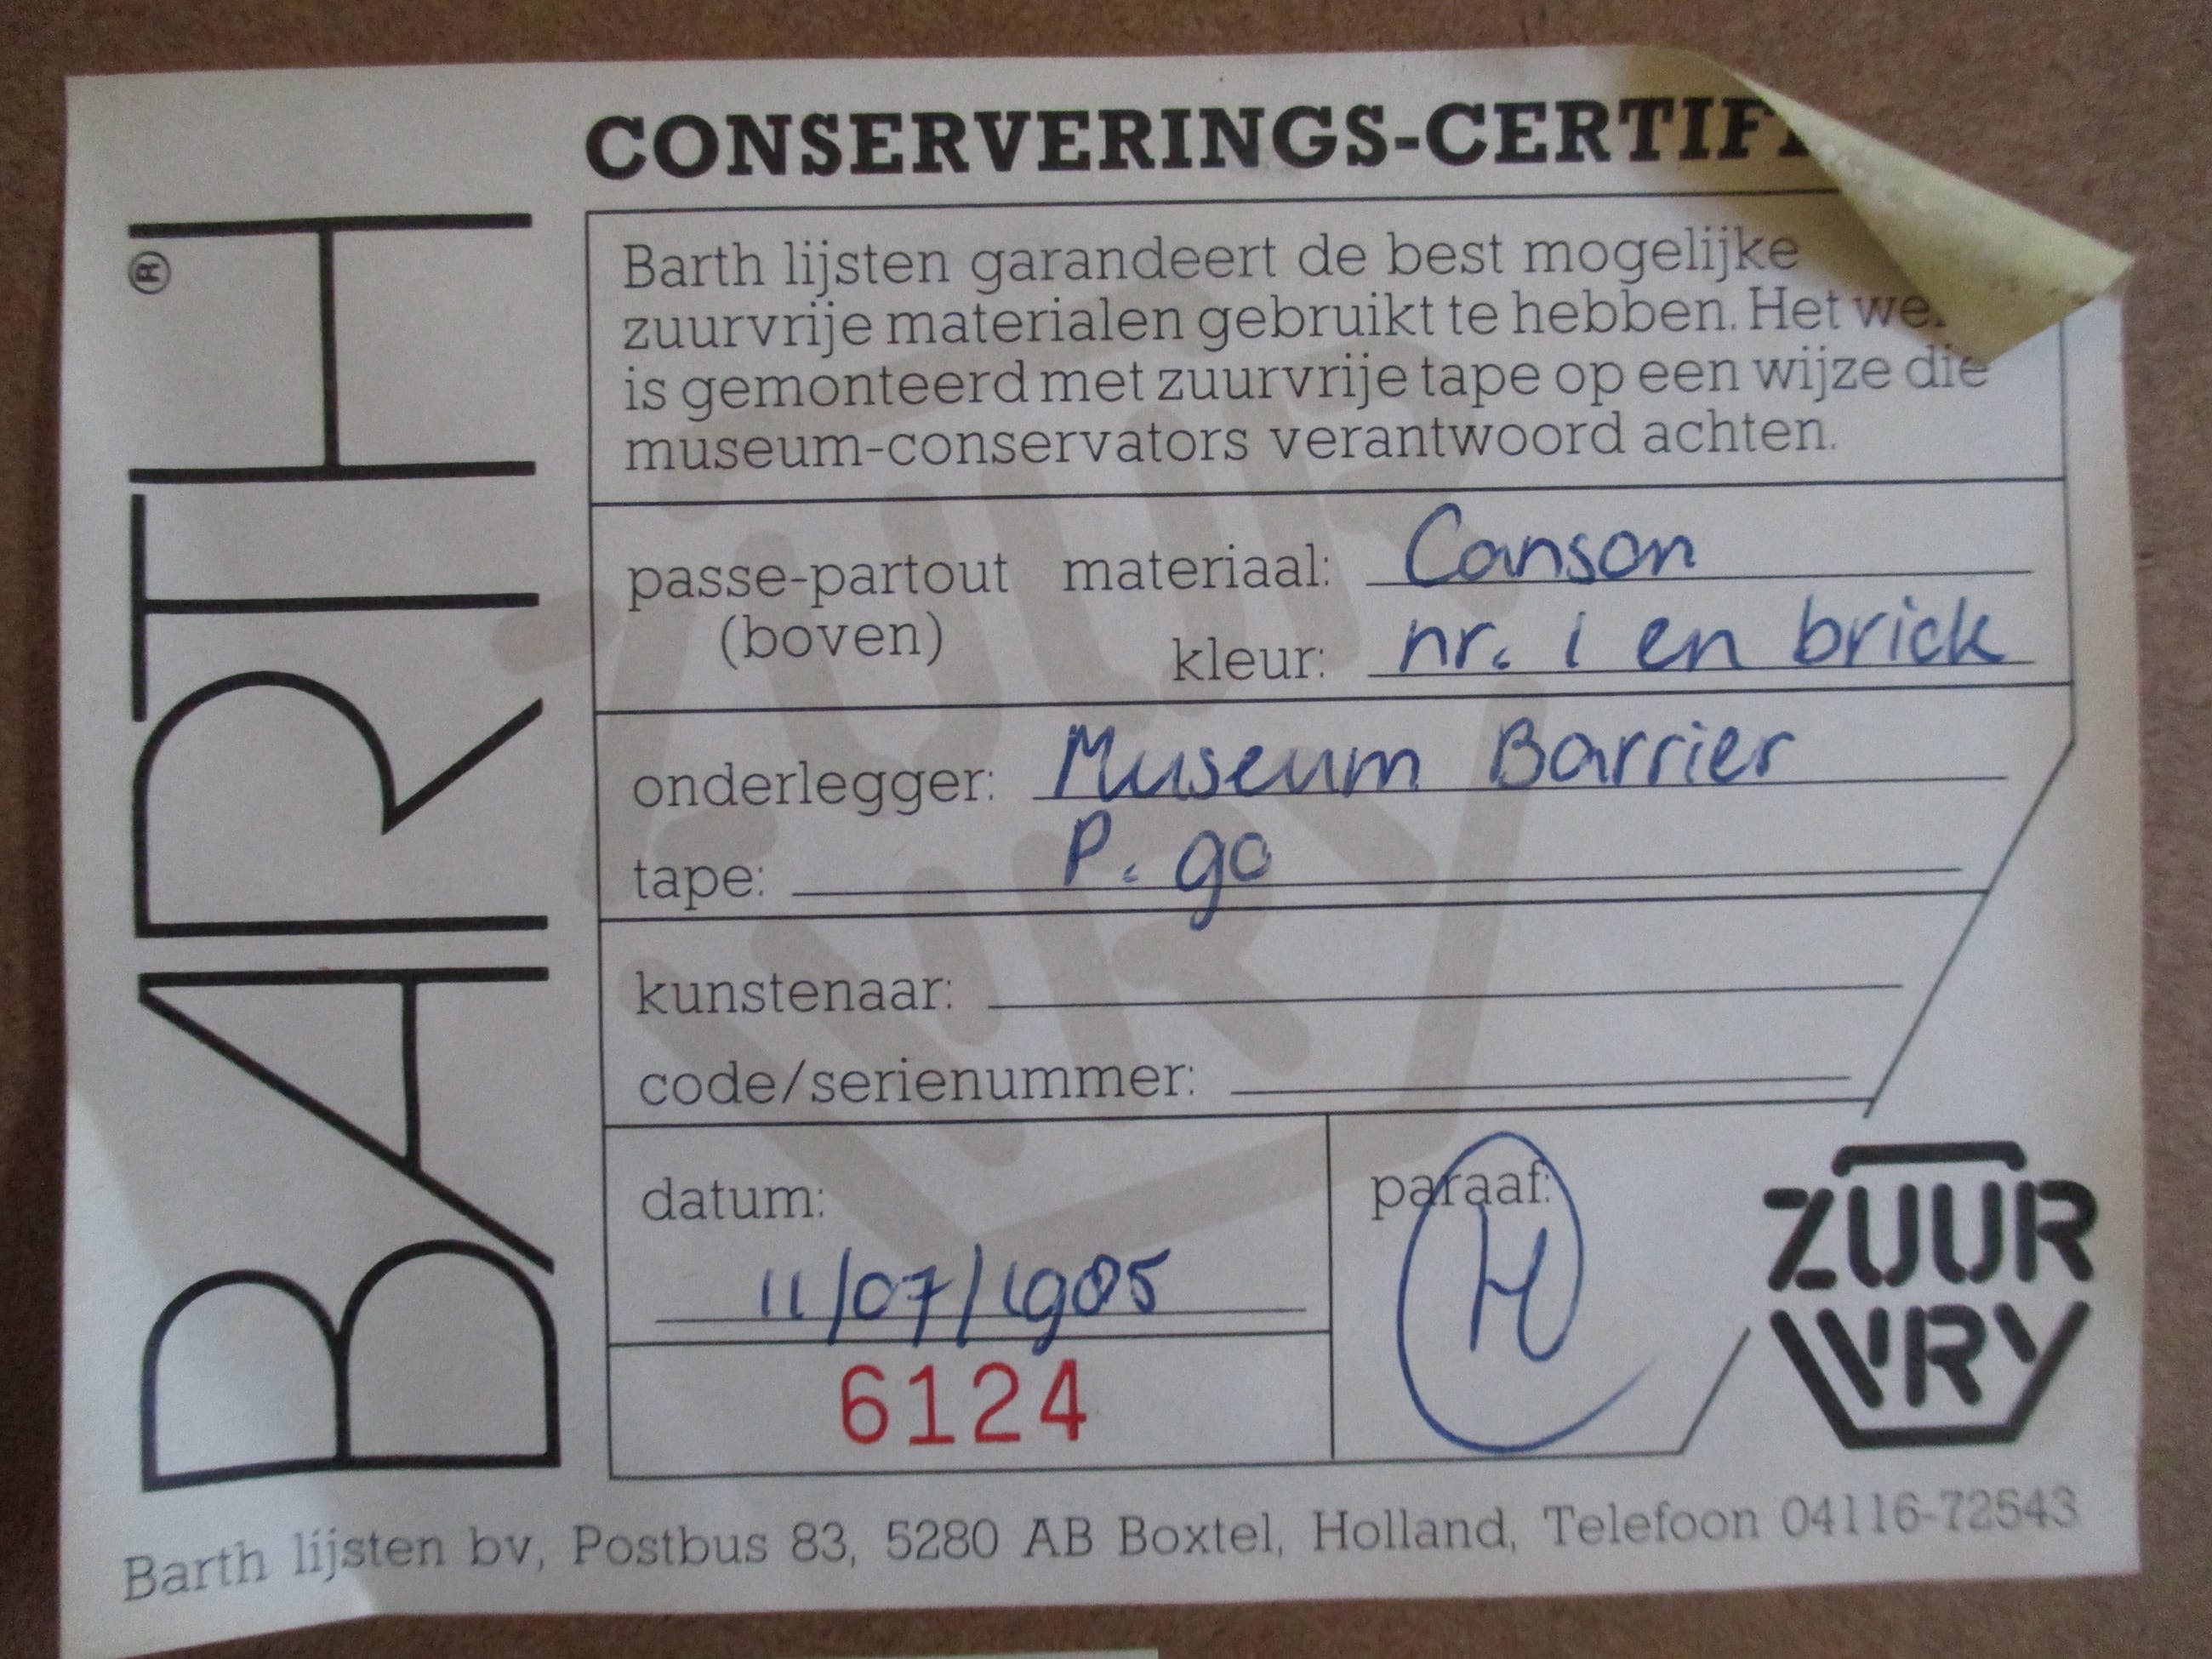 BARTH®
CONSERVERINGS-CERTIF
Barth lijsten garandeert de best mogelijke
zuurvrije materialen gebruikt te hebben. Het
is gemonteerd met zuurvrije tape op een wijze die
museum-conservators verantwoord achten.
passe-partout materiaal: Canson
(boven) kleur: nr. 1 en brick
onderlegger: Museum Barrier
tape: P. 90
kunstenaar:
code/serienummer:
datum: paraaf:
11/07/1985 H
6124
ZUUR
VRY
Barth lijsten bv, Postbus 83, 5280 AB Boxtel, Holland, Telefoon 04116-72543